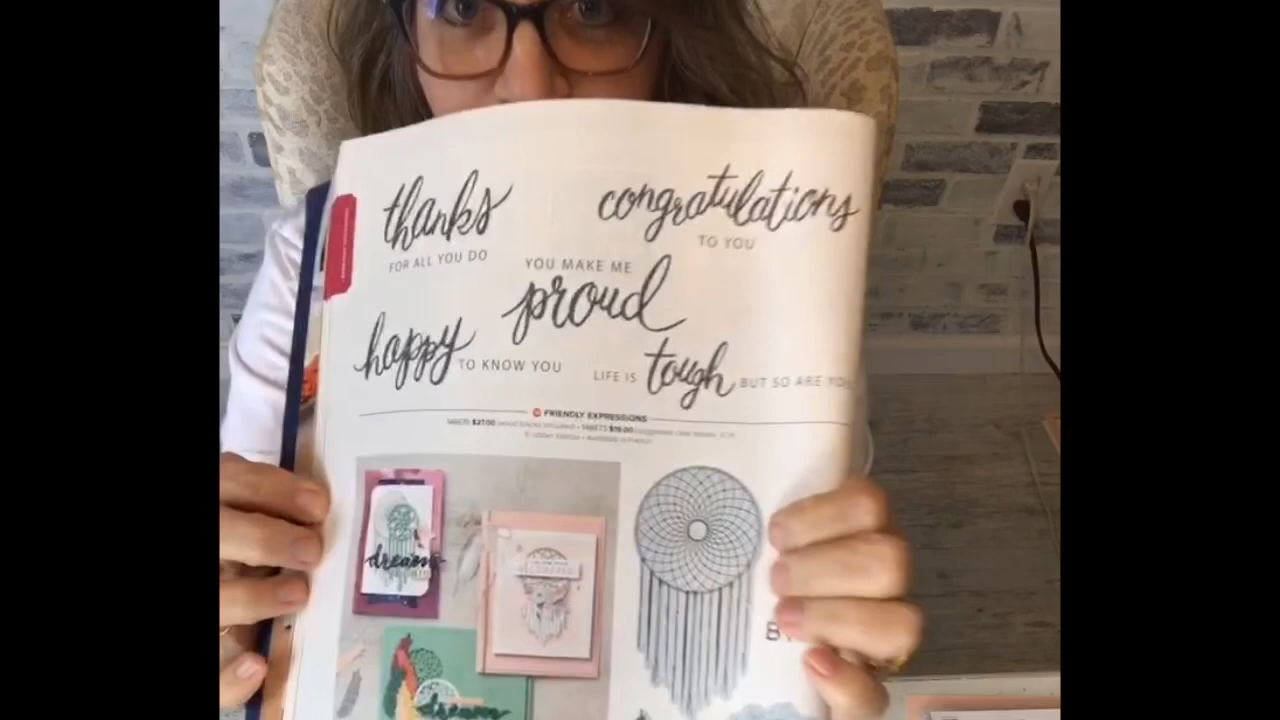 thanks
FOR ALL YOU DO
congratulations
TO YOU
YOU MAKE ME
proud
happy TO KNOW YOU
LIFE IS tough BUT SO ARE YOU
FRIENDLY EXPRESSIONS
dream
dream